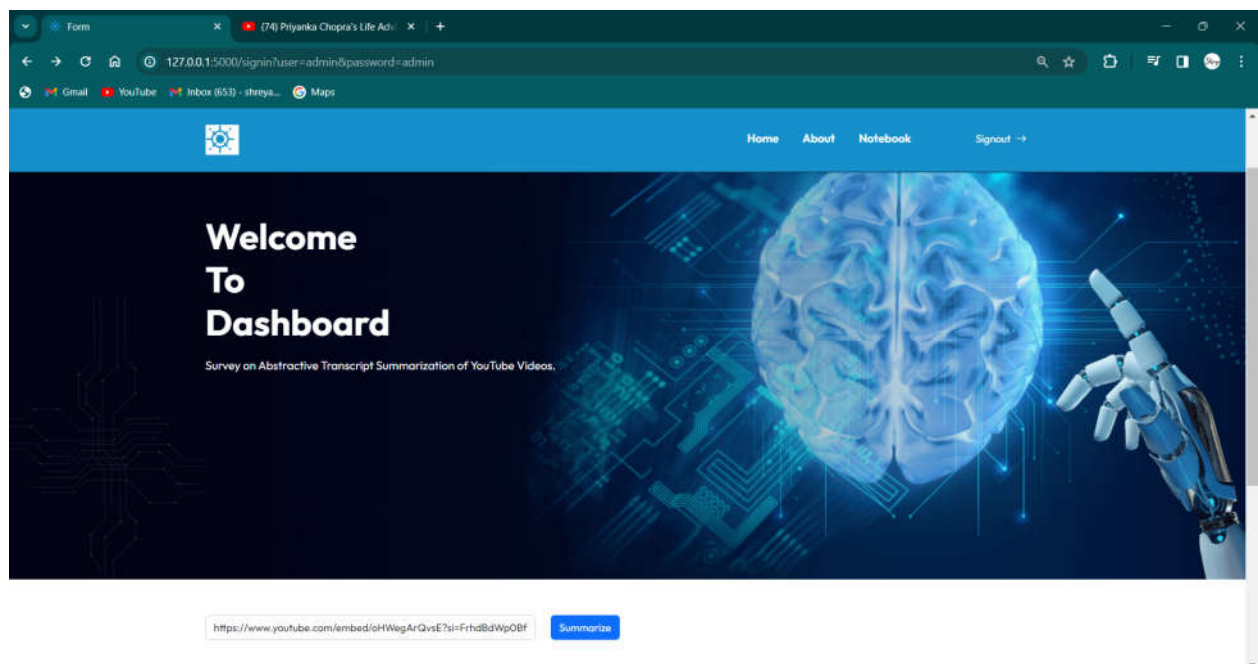 Form
(74) Priyanka Chopra's Life Advi
127.0.0.1:5000/signin?user=admin&password=admin
Gmail YouTube Inbox (653) - shreya... Maps
Home About Notebook Signout →
Welcome
To
Dashboard
Survey on Abstractive Transcript Summarization of YouTube Videos.
https://www.youtube.com/embed/oHWegArQvsE?si=FrhdBdWpOBf Summarize